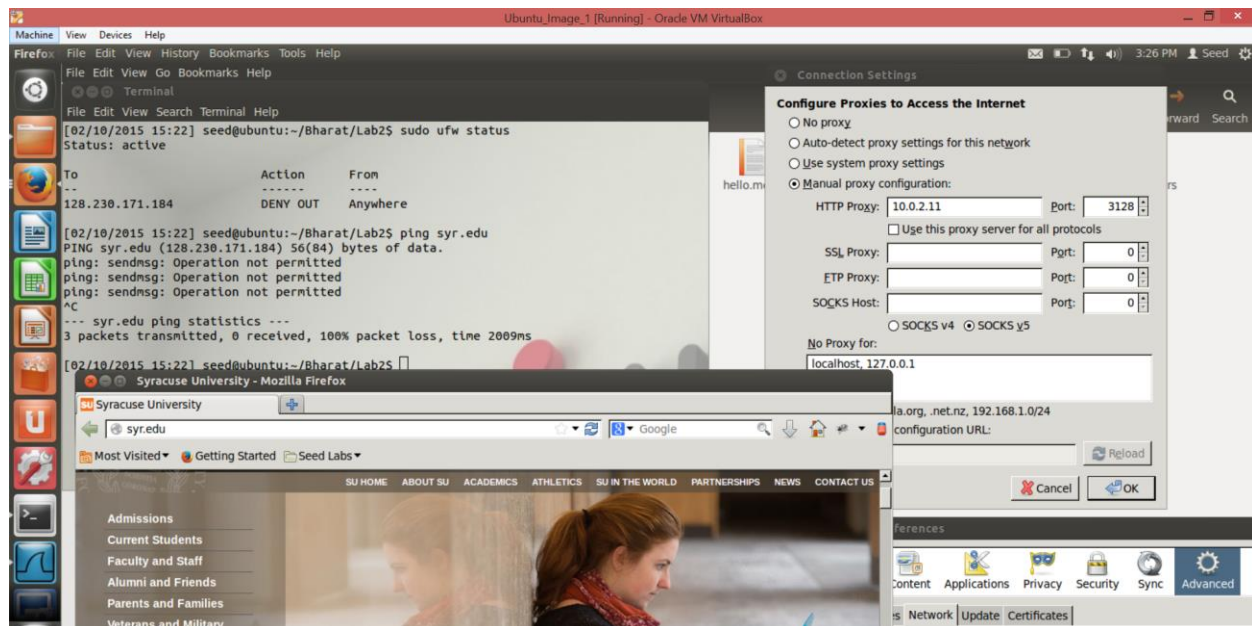 Ubuntu_Image_1 [Running] - Oracle VM VirtualBox
Machine View Devices Help
Firefox File Edit View History Bookmarks Tools Help 3:26 PM Seed
File Edit View Go Bookmarks Help
Terminal
File Edit View Search Terminal Help
[02/10/2015 15:22] seed@ubuntu:~/Bharat/Lab2$ sudo ufw status
Status: active
To Action From
-- ------ ----
128.230.171.184 DENY OUT Anywhere
[02/10/2015 15:22] seed@ubuntu:~/Bharat/Lab2$ ping syr.edu
PING syr.edu (128.230.171.184) 56(84) bytes of data.
ping: sendmsg: Operation not permitted
ping: sendmsg: Operation not permitted
ping: sendmsg: Operation not permitted
^C
--- syr.edu ping statistics ---
3 packets transmitted, 0 received, 100% packet loss, time 2009ms
[02/10/2015 15:22] seed@ubuntu:~/Bharat/Lab2$
Connection Settings
Configure Proxies to Access the Internet
No proxy
Auto-detect proxy settings for this network
Use system proxy settings
Manual proxy configuration:
HTTP Proxy: 10.0.2.11 Port: 3128
Use this proxy server for all protocols
SSL Proxy: Port: 0
FTP Proxy: Port: 0
SOCKS Host: Port: 0
SOCKS v4 SOCKS v5
No Proxy for:
localhost, 127.0.0.1
la.org, .net.nz, 192.168.1.0/24
configuration URL:
Reload
Cancel OK
rward Search
hello.m
rs
Syracuse University - Mozilla Firefox
SU Syracuse University
syr.edu Google
Most Visited Getting Started Seed Labs
SU HOME ABOUT SU ACADEMICS ATHLETICS SU IN THE WORLD PARTNERSHIPS NEWS CONTACT US
Admissions
Current Students
Faculty and Staff
Alumni and Friends
Parents and Families
Veterans and Military
ferences
Content Applications Privacy Security Sync Advanced
s Network Update Certificates